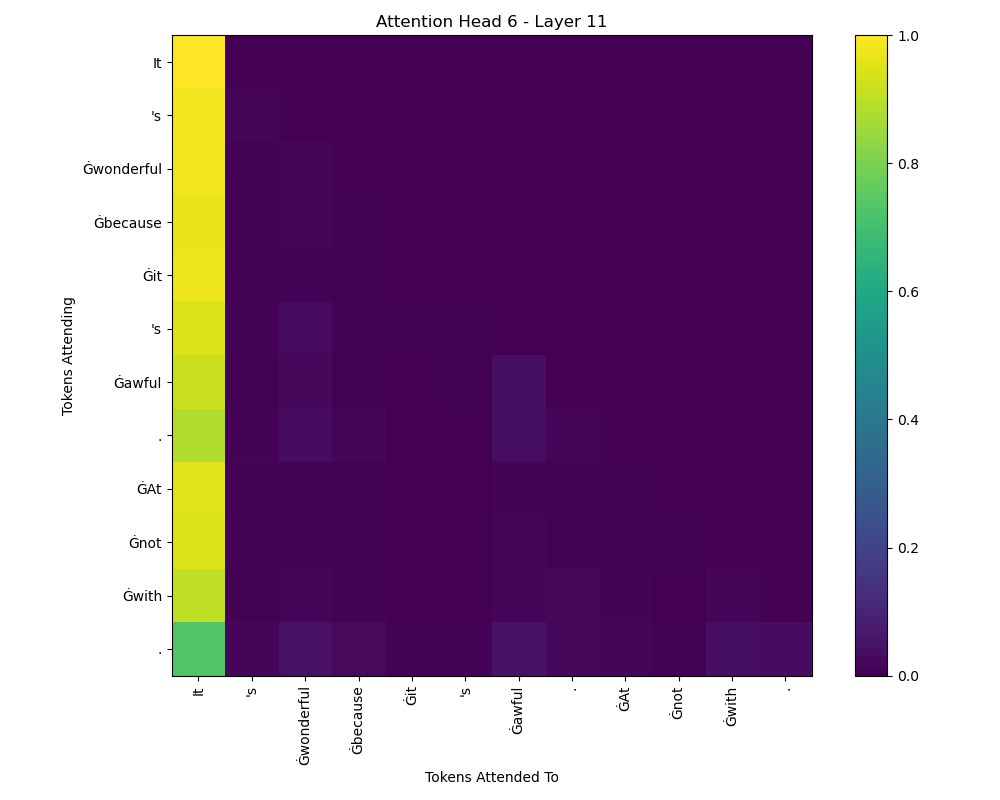 Attention Head 6 - Layer 11
Tokens Attending
It
's
Ġwonderful
Ġbecause
Ġit
's
Ġawful
.
ĠAt
Ġnot
Ġwith
.
It
's
Ġwonderful
Ġbecause
Ġit
's
Ġawful
.
ĠAt
Ġnot
Ġwith
.
Tokens Attended To
1.0
0.8
0.6
0.4
0.2
0.0